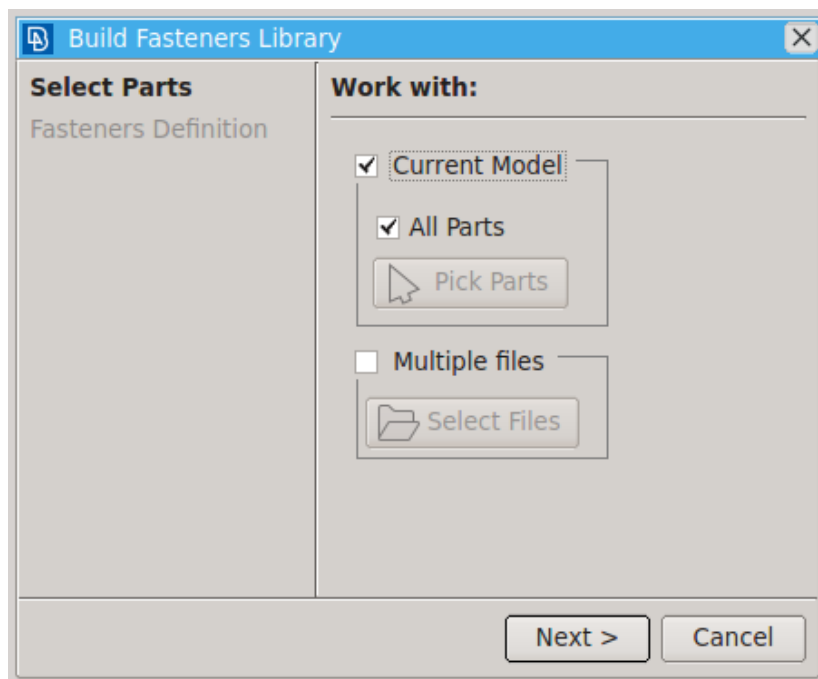 Build Fasteners Library
Select Parts
Fasteners Definition
Work with:
Current Model
All Parts
Pick Parts
Multiple files
Select Files
Next >
Cancel